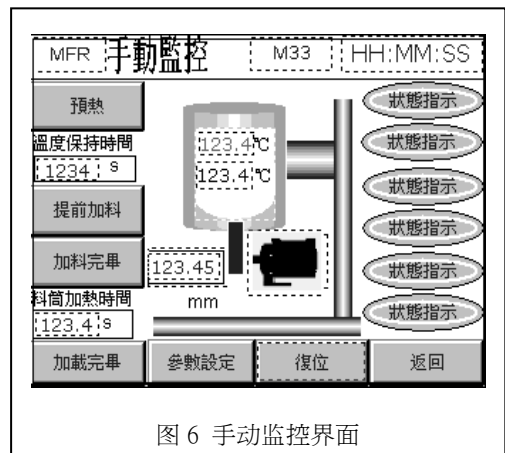 MFR 手動監控 M33 HH:MM:SS
預熱 狀態指示
溫度保持時間 123.4℃ 狀態指示
1234 s 123.4℃ 狀態指示
提前加料 狀態指示
加料完畢 123.45 狀態指示
料筒加熱時間 mm 狀態指示
123.4 s
加載完畢 參數設定 復位 返回
图 6 手动监控界面